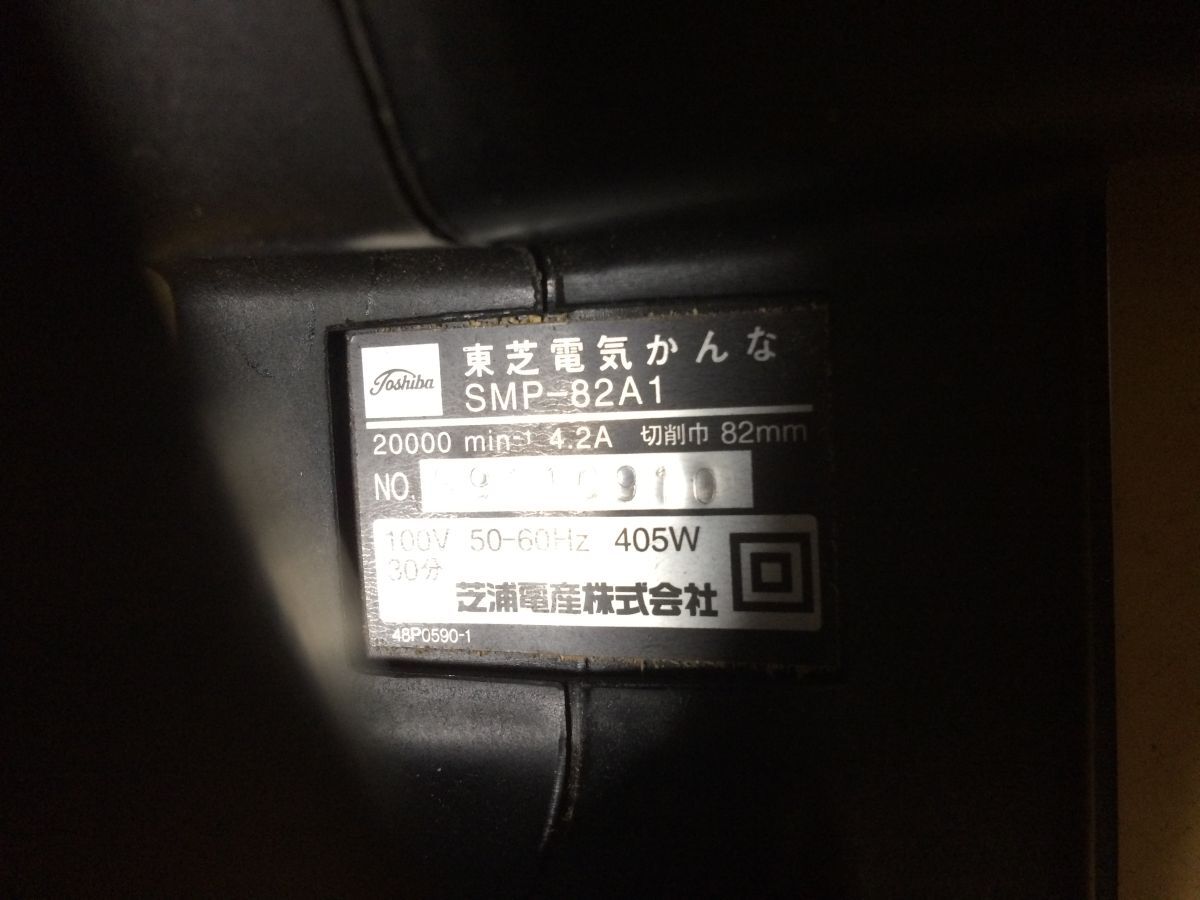 Toshiba
東芝電気かんな
SMP-82A1
20000 min⁻¹ 4.2A 切削巾 82mm
NO.
100V 50-60Hz 405W
30分
芝浦電産株式会社
48P0590-1